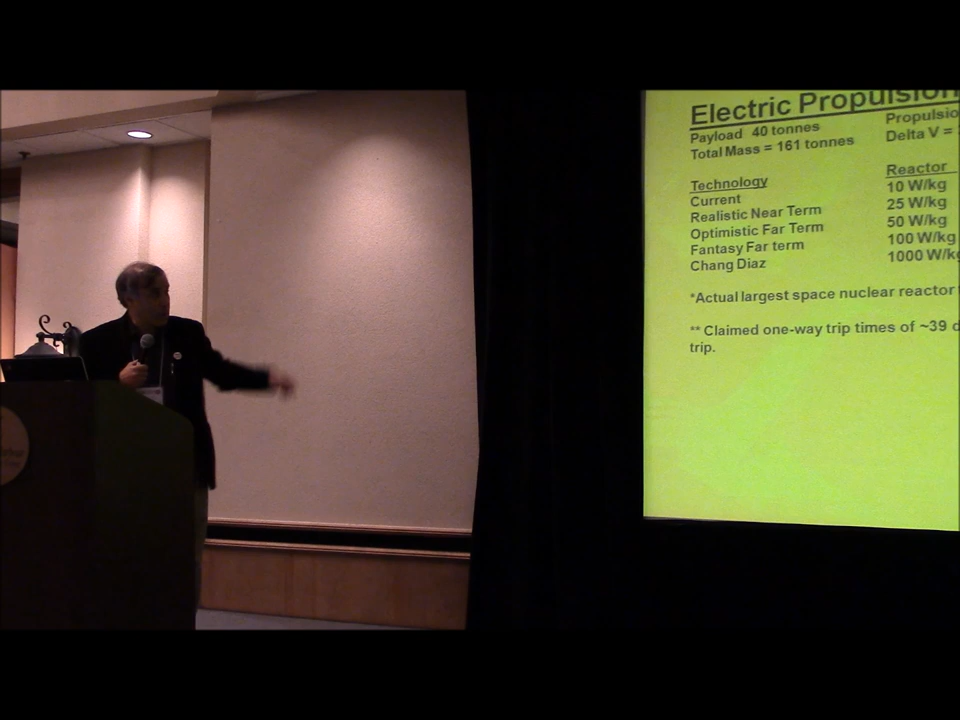 Electric Propulsion
Payload 40 tonnes
Total Mass = 161 tonnes
Propulsio
Delta V =
Technology
Current
Realistic Near Term
Optimistic Far Term
Fantasy Far term
Chang Diaz
Reactor
10 W/kg
25 W/kg
50 W/kg
100 W/kg
1000 W/kg
*Actual largest space nuclear reactor
** Claimed one-way trip times of ~39 d
trip.